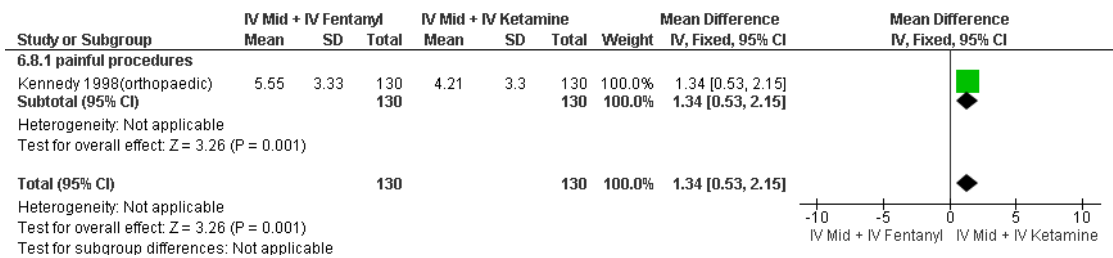 IV Mid + IV Fentanyl IV Mid + IV Ketamine Mean Difference Mean Difference
Study or Subgroup Mean SD Total Mean SD Total Weight IV, Fixed, 95% CI IV, Fixed, 95% CI
6.8.1 painful procedures
Kennedy 1998(orthopaedic) 5.55 3.33 130 4.21 3.3 130 100.0% 1.34 [0.53, 2.15]
Subtotal (95% CI) 130 130 100.0% 1.34 [0.53, 2.15]
Heterogeneity: Not applicable
Test for overall effect: Z = 3.26 (P = 0.001)
Total (95% CI) 130 130 100.0% 1.34 [0.53, 2.15]
Heterogeneity: Not applicable
Test for overall effect: Z = 3.26 (P = 0.001)
Test for subgroup differences: Not applicable
-10 -5 0 5 10
IV Mid + IV Fentanyl IV Mid + IV Ketamine